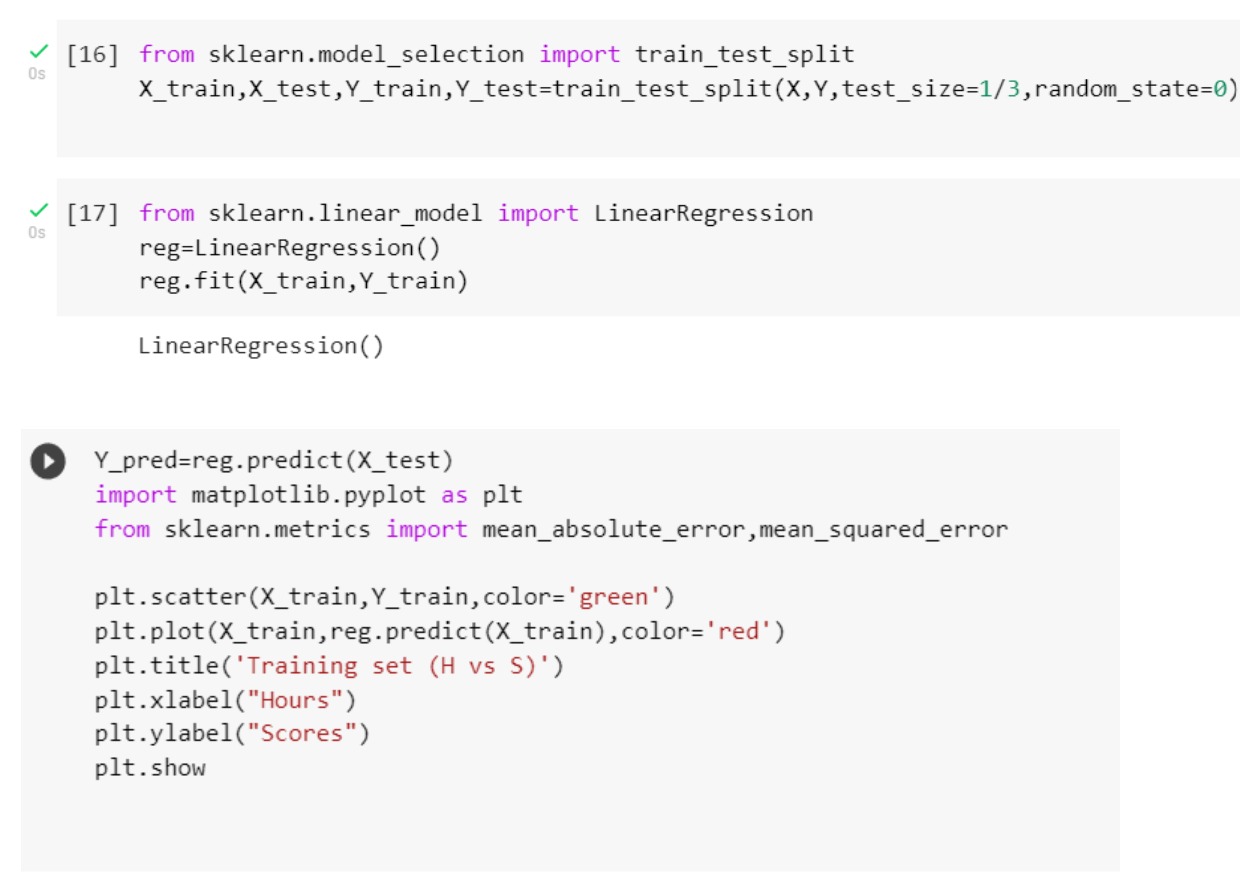 [16] from sklearn.model_selection import train_test_split
X_train,X_test,Y_train,Y_test=train_test_split(X,Y,test_size=1/3,random_state=0)
0s
[17] from sklearn.linear_model import LinearRegression
0s
reg=LinearRegression()
reg.fit(X_train,Y_train)
LinearRegression()
Y_pred=reg.predict(X_test)
import matplotlib.pyplot as plt
from sklearn.metrics import mean_absolute_error,mean_squared_error
plt.scatter(X_train,Y_train,color='green')
plt.plot(X_train,reg.predict(X_train),color='red')
plt.title('Training set (H vs S)')
plt.xlabel("Hours")
plt.ylabel("Scores")
plt.show